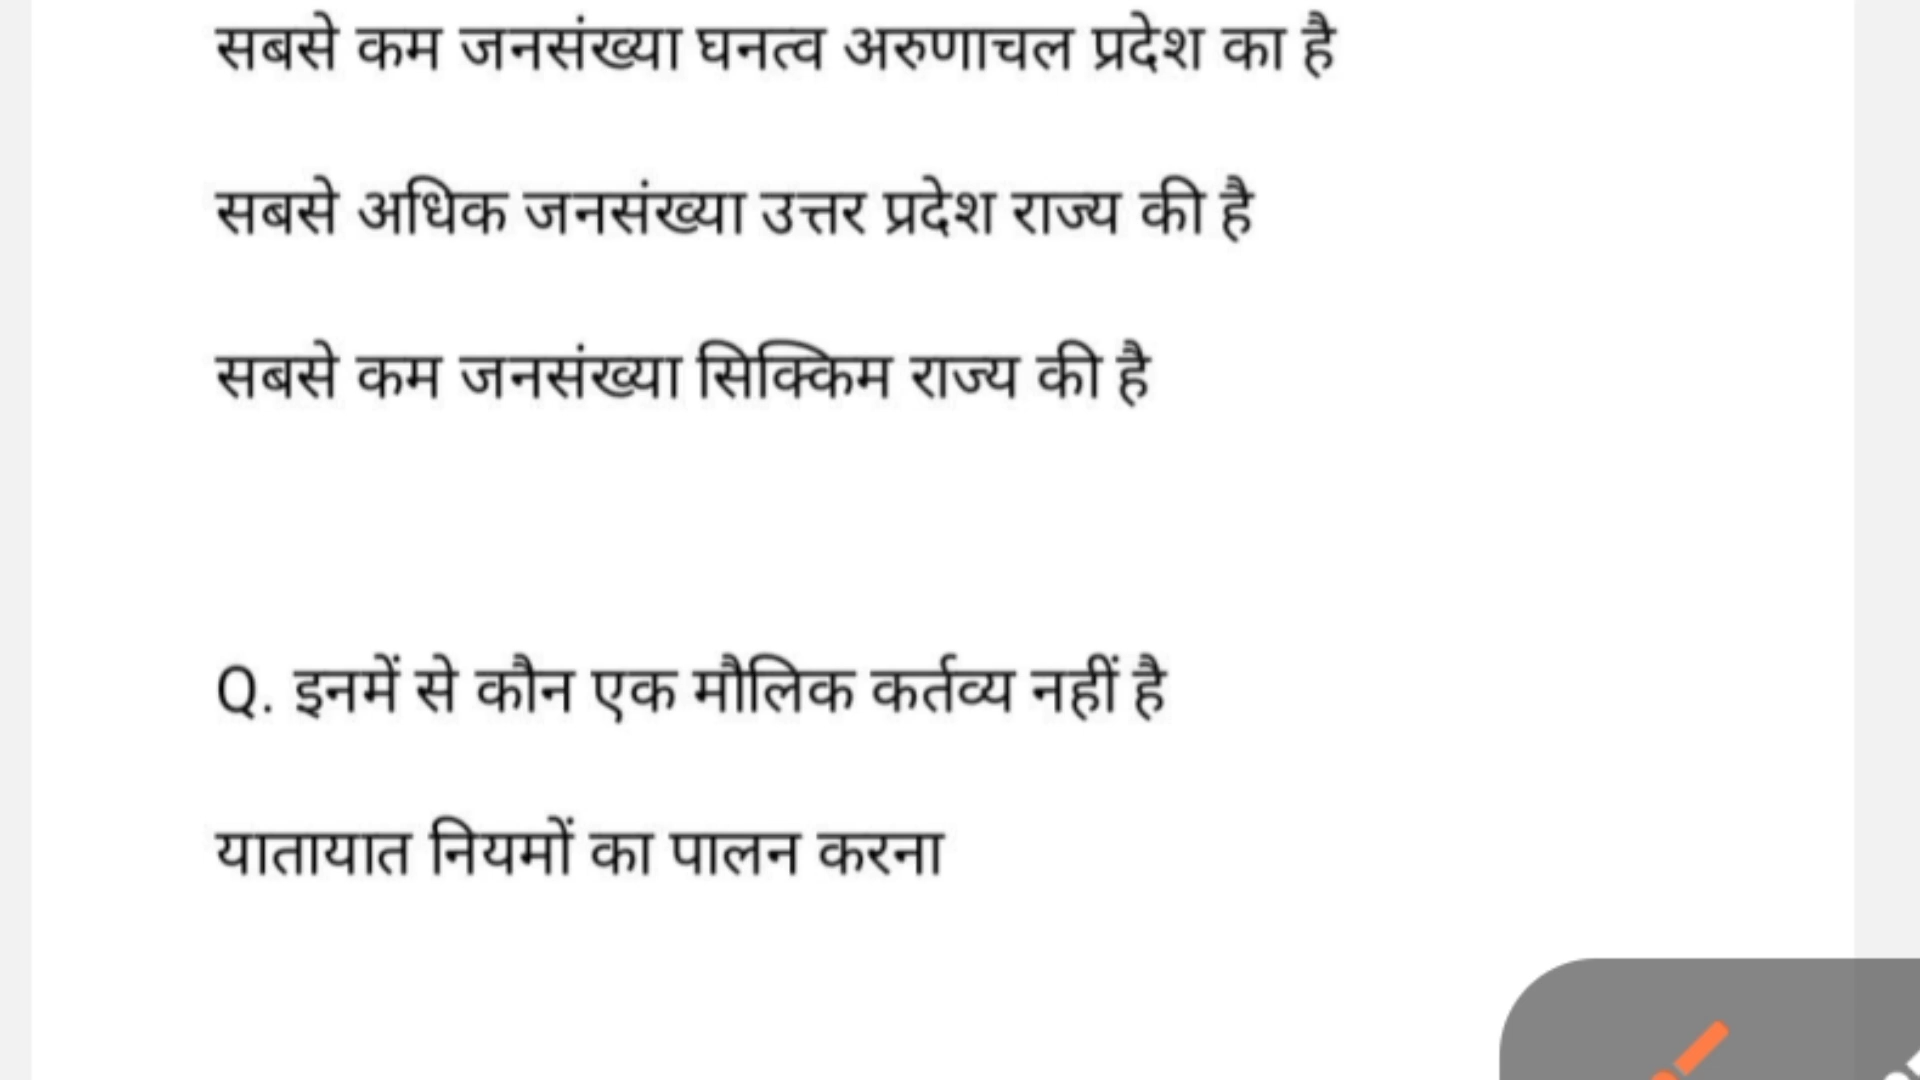 सबसे कम जनसंख्या घनत्व अरुणाचल प्रदेश का है
सबसे अधिक जनसंख्या उत्तर प्रदेश राज्य की है
सबसे कम जनसंख्या सिक्किम राज्य की है
Q. इनमें से कौन एक मौलिक कर्तव्य नहीं है
यातायात नियमों का पालन करना